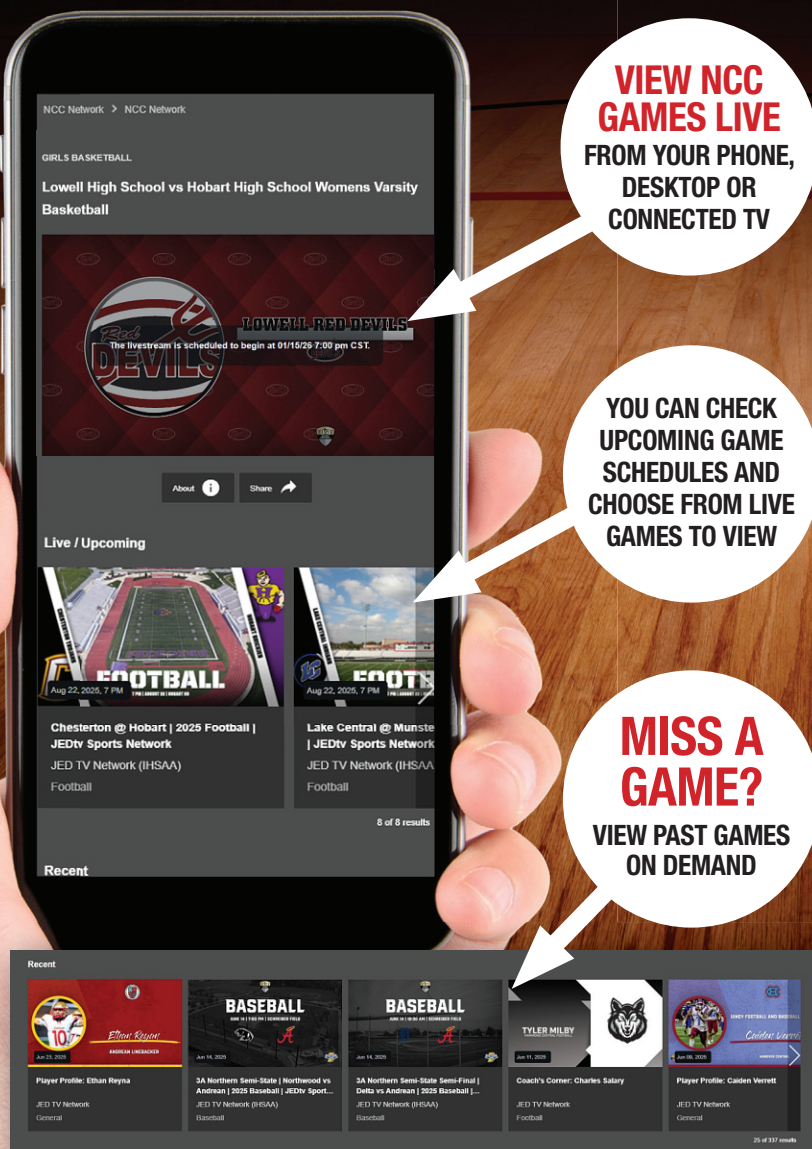 NCC Network > NCC Network
GIRLS BASKETBALL
Lowell High School vs Hobart High School Womens Varsity
Basketball
Red
DEVILS
LOWELL RED DEVILS
The livestream is scheduled to begin at 01/15/26 7:00 pm CST.
About
Share
Live / Upcoming
CHESTERTON TROJANS
FOOTBALL
Aug 22, 2025, 7 PM
Chesterton @ Hobart | 2025 Football |
JEDtv Sports Network
JED TV Network (IHSAA)
Football
LAKE CENTRAL
FOOT
Aug 22, 2025, 7 PM
Lake Central @ Munste
| JEDtv Sports Network
JED TV Network (IHSAA
Football
8 of 8 results
Recent
VIEW NCC
GAMES LIVE
FROM YOUR PHONE,
DESKTOP OR
CONNECTED TV
YOU CAN CHECK
UPCOMING GAME
SCHEDULES AND
CHOOSE FROM LIVE
GAMES TO VIEW
MISS A
GAME?
VIEW PAST GAMES
ON DEMAND
Recent
Ethan Reyna
ANDREAN LINEBACKER
Jun 23, 2025
Player Profile: Ethan Reyna
JED TV Network
General
BASEBALL
Jun 14, 2025
3A Northern Semi-State | Northwood vs
Andrean | 2025 Baseball | JEDtv Sport...
JED TV Network (IHSAA)
Baseball
BASEBALL
Jun 14, 2025
3A Northern Semi-State Semi-Final |
Delta vs Andrean | 2025 Baseball |...
JED TV Network (IHSAA)
Baseball
TYLER MILBY
Jun 11, 2025
Coach's Corner: Charles Salary
JED TV Network
Football
Caiden Verrett
Jun 09, 2025
Player Profile: Caiden Verrett
JED TV Network
General
25 of 337 results